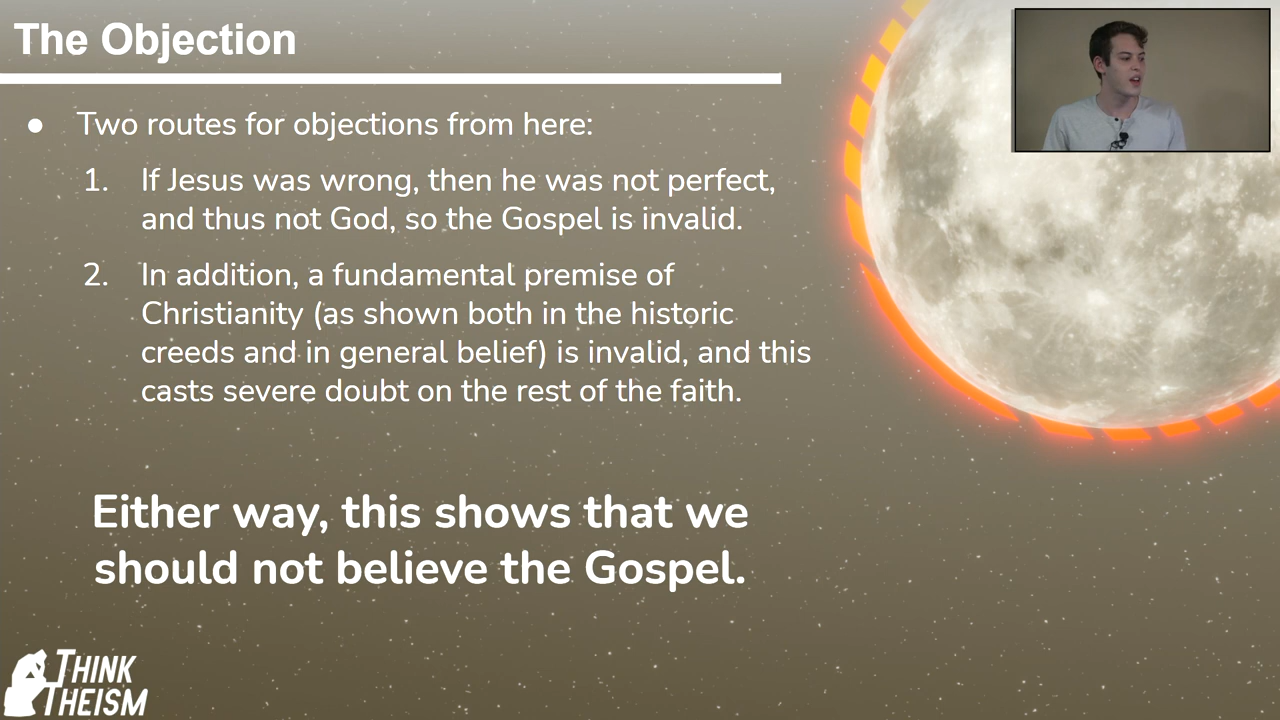 The Objection
● Two routes for objections from here:
1. If Jesus was wrong, then he was not perfect,
and thus not God, so the Gospel is invalid.
2. In addition, a fundamental premise of
Christianity (as shown both in the historic
creeds and in general belief) is invalid, and this
casts severe doubt on the rest of the faith.
Either way, this shows that we
should not believe the Gospel.
THINK
THEISM